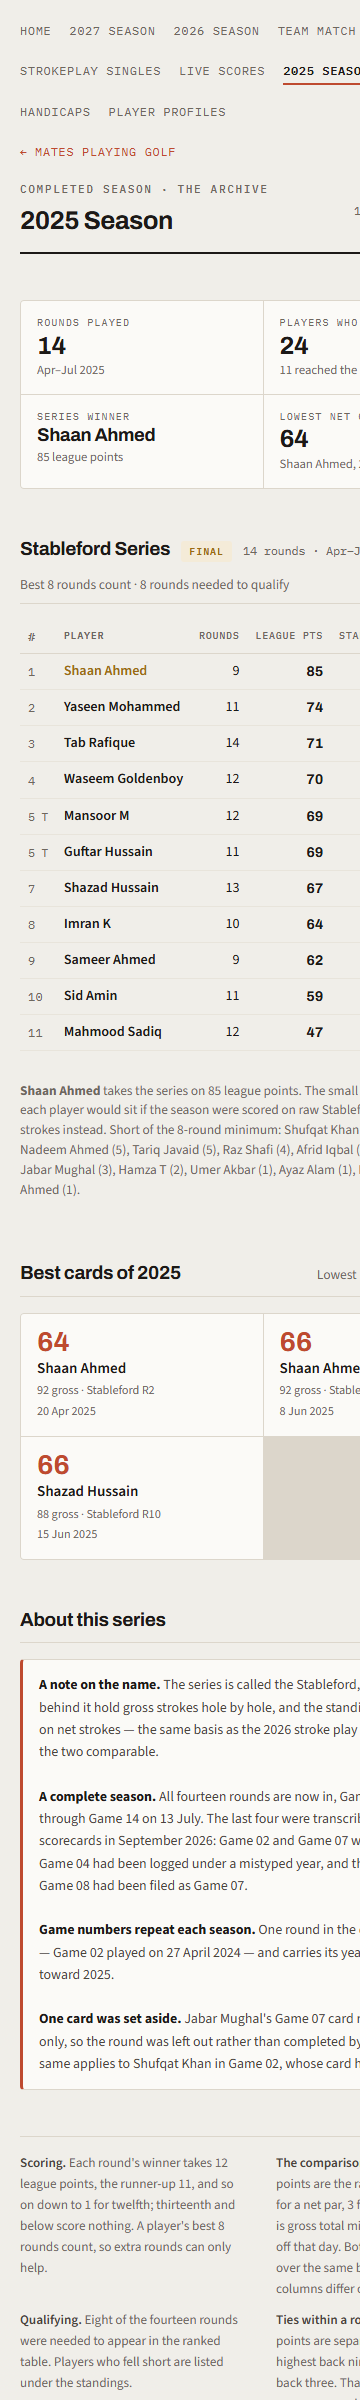 HOME 2027 SEASON 2026 SEASON TEAM MATCH
STROKEPLAY SINGLES LIVE SCORES 2025 SEASO
HANDICAPS PLAYER PROFILES
← MATES PLAYING GOLF
COMPLETED SEASON · THE ARCHIVE
2025 Season
1
ROUNDS PLAYED PLAYERS WHO
14 24
Apr–Jul 2025 11 reached the
SERIES WINNER LOWEST NET
Shaan Ahmed 64
85 league points Shaan Ahmed,
Stableford Series FINAL 14 rounds · Apr–J
Best 8 rounds count · 8 rounds needed to qualify
# PLAYER ROUNDS LEAGUE PTS STA
1 Shaan Ahmed 9 85
2 Yaseen Mohammed 11 74
3 Tab Rafique 14 71
4 Waseem Goldenboy 12 70
5 T Mansoor M 12 69
5 T Guftar Hussain 11 69
7 Shazad Hussain 13 67
8 Imran K 10 64
9 Sameer Ahmed 9 62
10 Sid Amin 11 59
11 Mahmood Sadiq 12 47
Shaan Ahmed takes the series on 85 league points. The small
each player would sit if the season were scored on raw Stablef
strokes instead. Short of the 8-round minimum: Shufqat Khan
Nadeem Ahmed (5), Tariq Javaid (5), Raz Shafi (4), Afrid Iqbal (
Jabar Mughal (3), Hamza T (2), Umer Akbar (1), Ayaz Alam (1),
Ahmed (1).
Best cards of 2025 Lowest
64 66
Shaan Ahmed Shaan Ahme
92 gross · Stableford R2 92 gross · Stable
20 Apr 2025 8 Jun 2025
66
Shazad Hussain
88 gross · Stableford R10
15 Jun 2025
About this series
A note on the name. The series is called the Stableford,
behind it hold gross strokes hole by hole, and the standi
on net strokes — the same basis as the 2026 stroke play
the two comparable.
A complete season. All fourteen rounds are now in, Gam
through Game 14 on 13 July. The last four were transcrib
scorecards in September 2026: Game 02 and Game 07 w
Game 04 had been logged under a mistyped year, and th
Game 08 had been filed as Game 07.
Game numbers repeat each season. One round in the
— Game 02 played on 27 April 2024 — and carries its yea
toward 2025.
One card was set aside. Jabar Mughal's Game 07 card r
only, so the round was left out rather than completed by
same applies to Shufqat Khan in Game 02, whose card h
Scoring. Each round's winner takes 12
league points, the runner-up 11, and so
on down to 1 for twelfth; thirteenth and
below score nothing. A player's best 8
rounds count, so extra rounds can only
help.
The compariso
points are the ra
for a net par, 3 f
is gross total mi
off that day. Bot
over the same b
columns differ
Qualifying. Eight of the fourteen rounds
were needed to appear in the ranked
table. Players who fell short are listed
under the standings.
Ties within a ro
points are sepa
highest back nin
back three. Tha